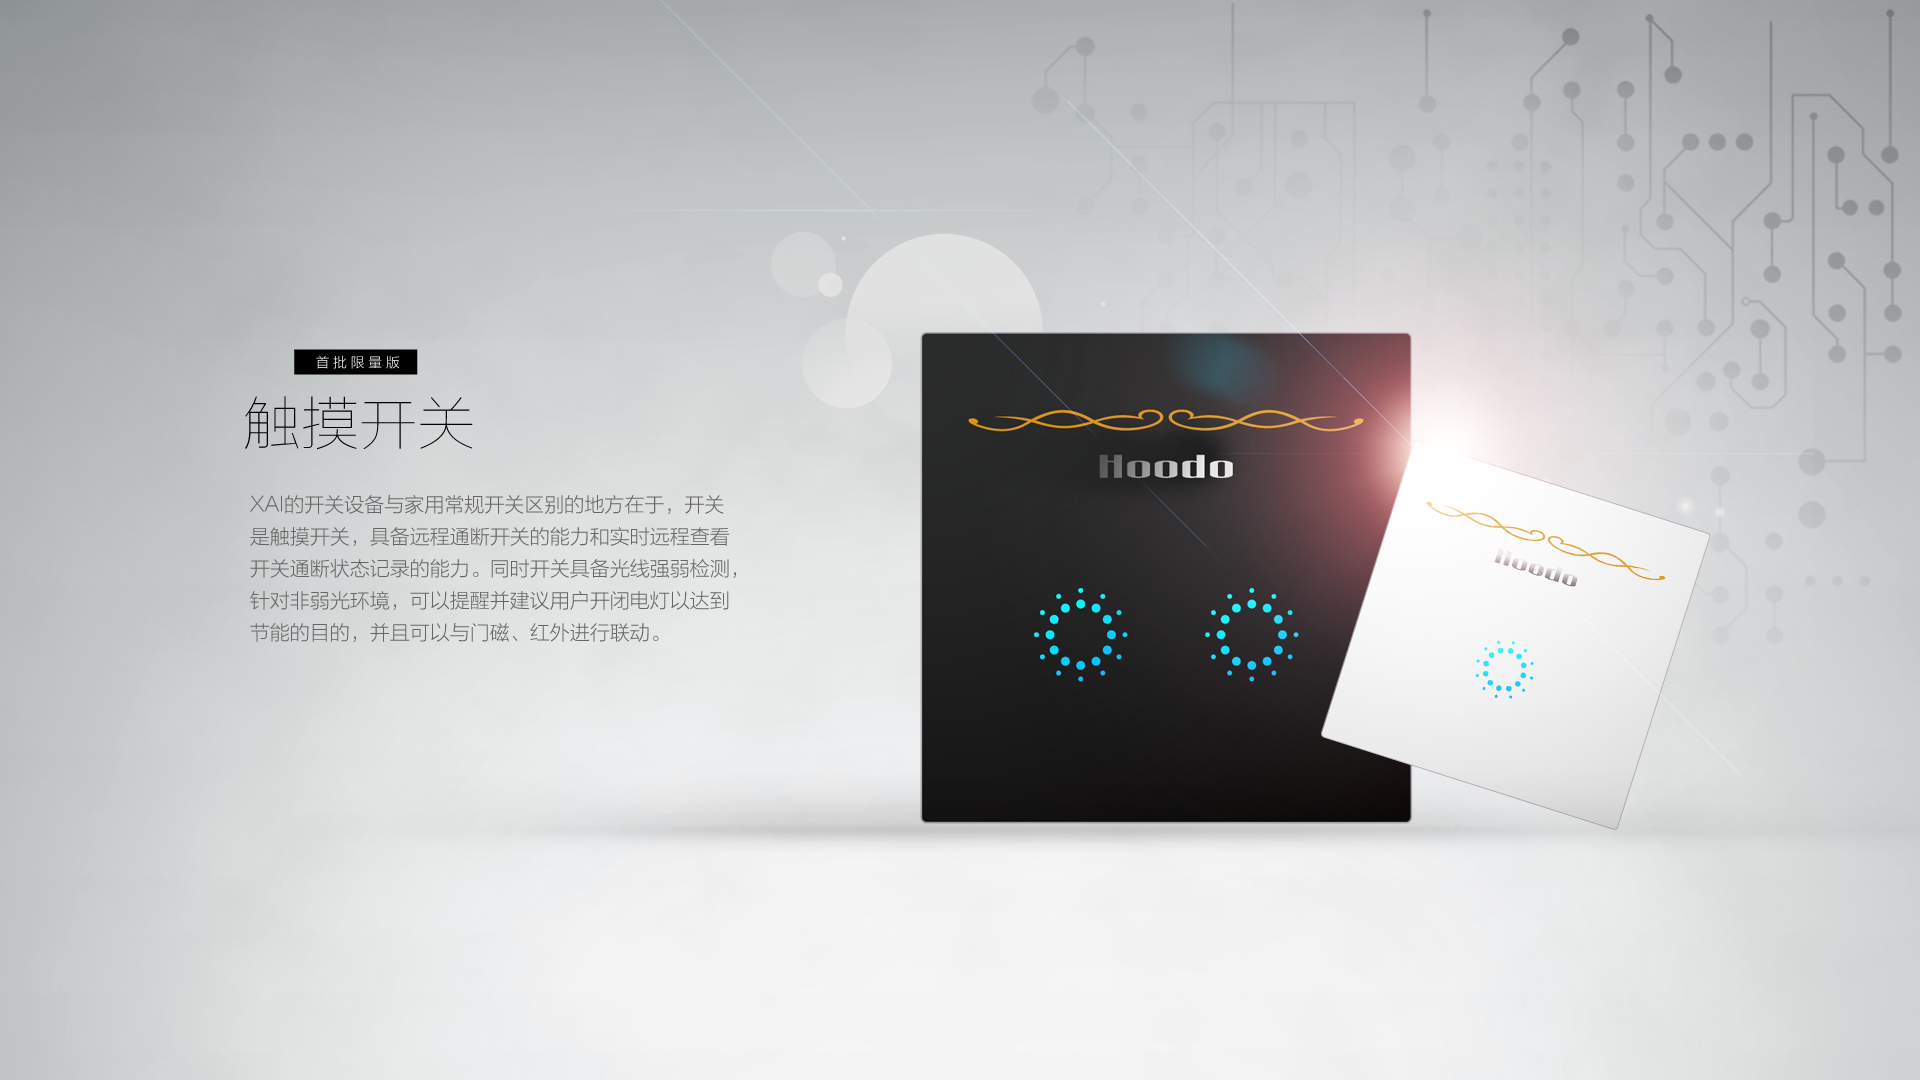 首批限量版
触摸开关
XAI的开关设备与家用常规开关区别的地方在于，开关
是触摸开关，具备远程通断开关的能力和实时远程查看
开关通断状态记录的能力。同时开关具备光线强弱检测，
针对非弱光环境，可以提醒并建议用户开闭电灯以达到
节能的目的，并且可以与门磁、红外进行联动。
Hoodo
Hoodo